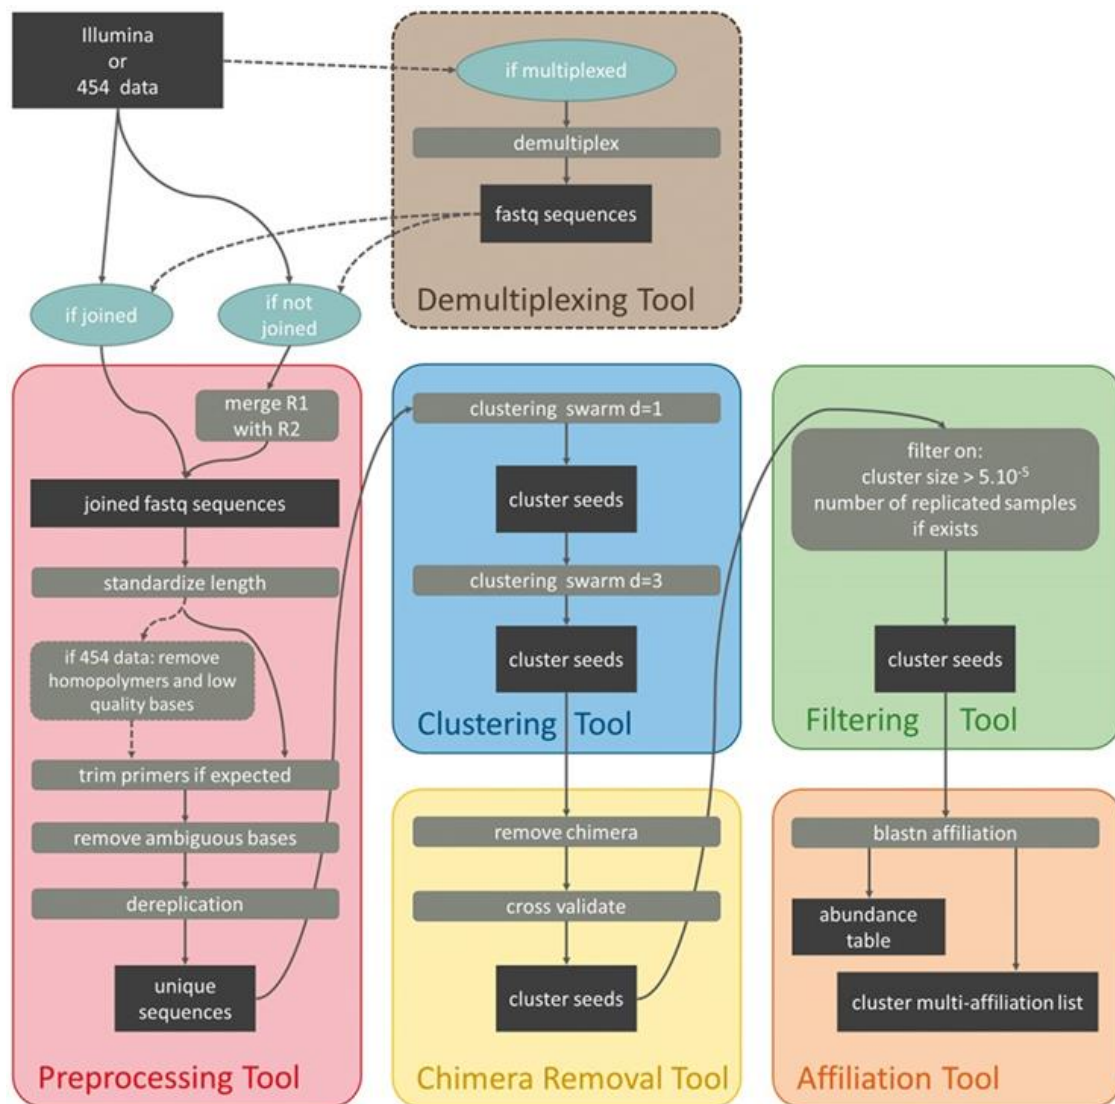 Illumina
or
454 data
if multiplexed
demultiplex
fastq sequences
Demultiplexing Tool
if joined
if not
joined
merge R1
with R2
joined fastq sequences
standardize length
if 454 data: remove
homopolymers and low
quality bases
trim primers if expected
remove ambiguous bases
dereplication
unique
sequences
Preprocessing Tool
clustering swarm d=1
cluster seeds
clustering swarm d=3
cluster seeds
Clustering Tool
remove chimera
cross validate
cluster seeds
Chimera Removal Tool
filter on:
cluster size > 5.10⁻⁵
number of replicated samples
if exists
cluster seeds
Filtering Tool
blastn affiliation
abundance
table
cluster multi-affiliation list
Affiliation Tool